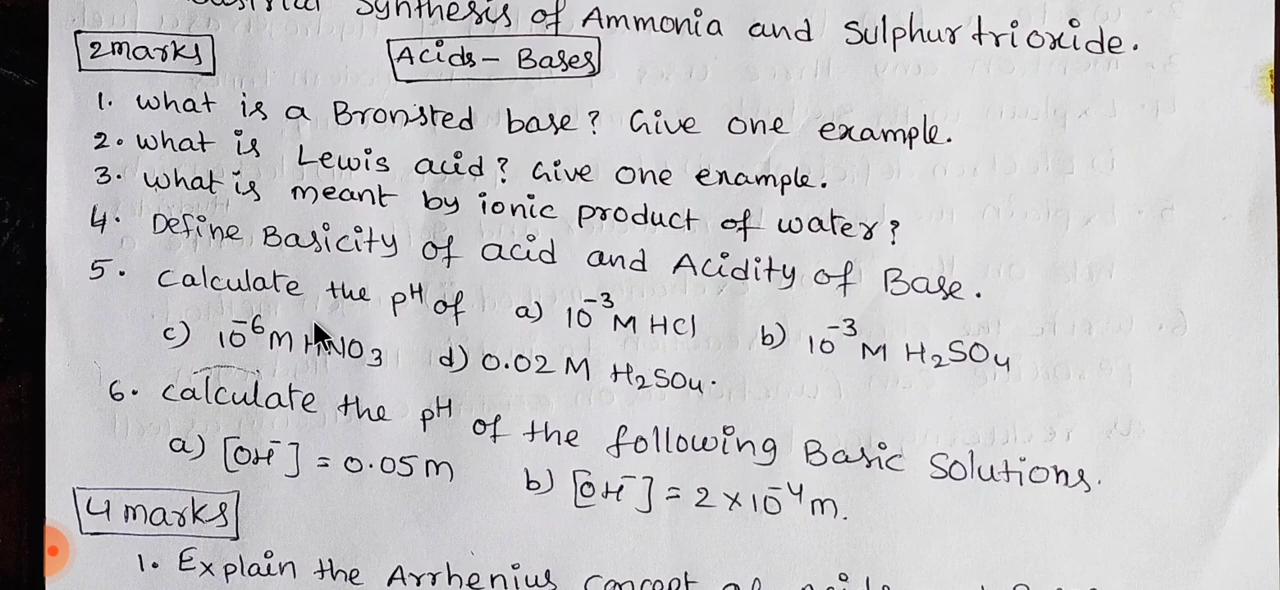 Synthesis of Ammonia and Sulphurtrioxide.
2marks
Acids - Bases
1. what is a Bronsted base? Give one example.
2. what is Lewis acid? Give one example.
3. what is meant by ionic product of water?
4. Define Basicity of acid and Acidity of Base.
5. calculate the pH of a) 10⁻³ M HCl b) 10⁻³ M H₂SO₄
c) 10⁻⁶ m HNO₃ d) 0.02 M H₂SO₄.
6. calculate the pH of the following Basic Solutions.
a) [OH⁻] = 0.05m b) [OH⁻] = 2 × 10⁻⁴ m.
4 marks
1. Explain the Arrhenius concept of